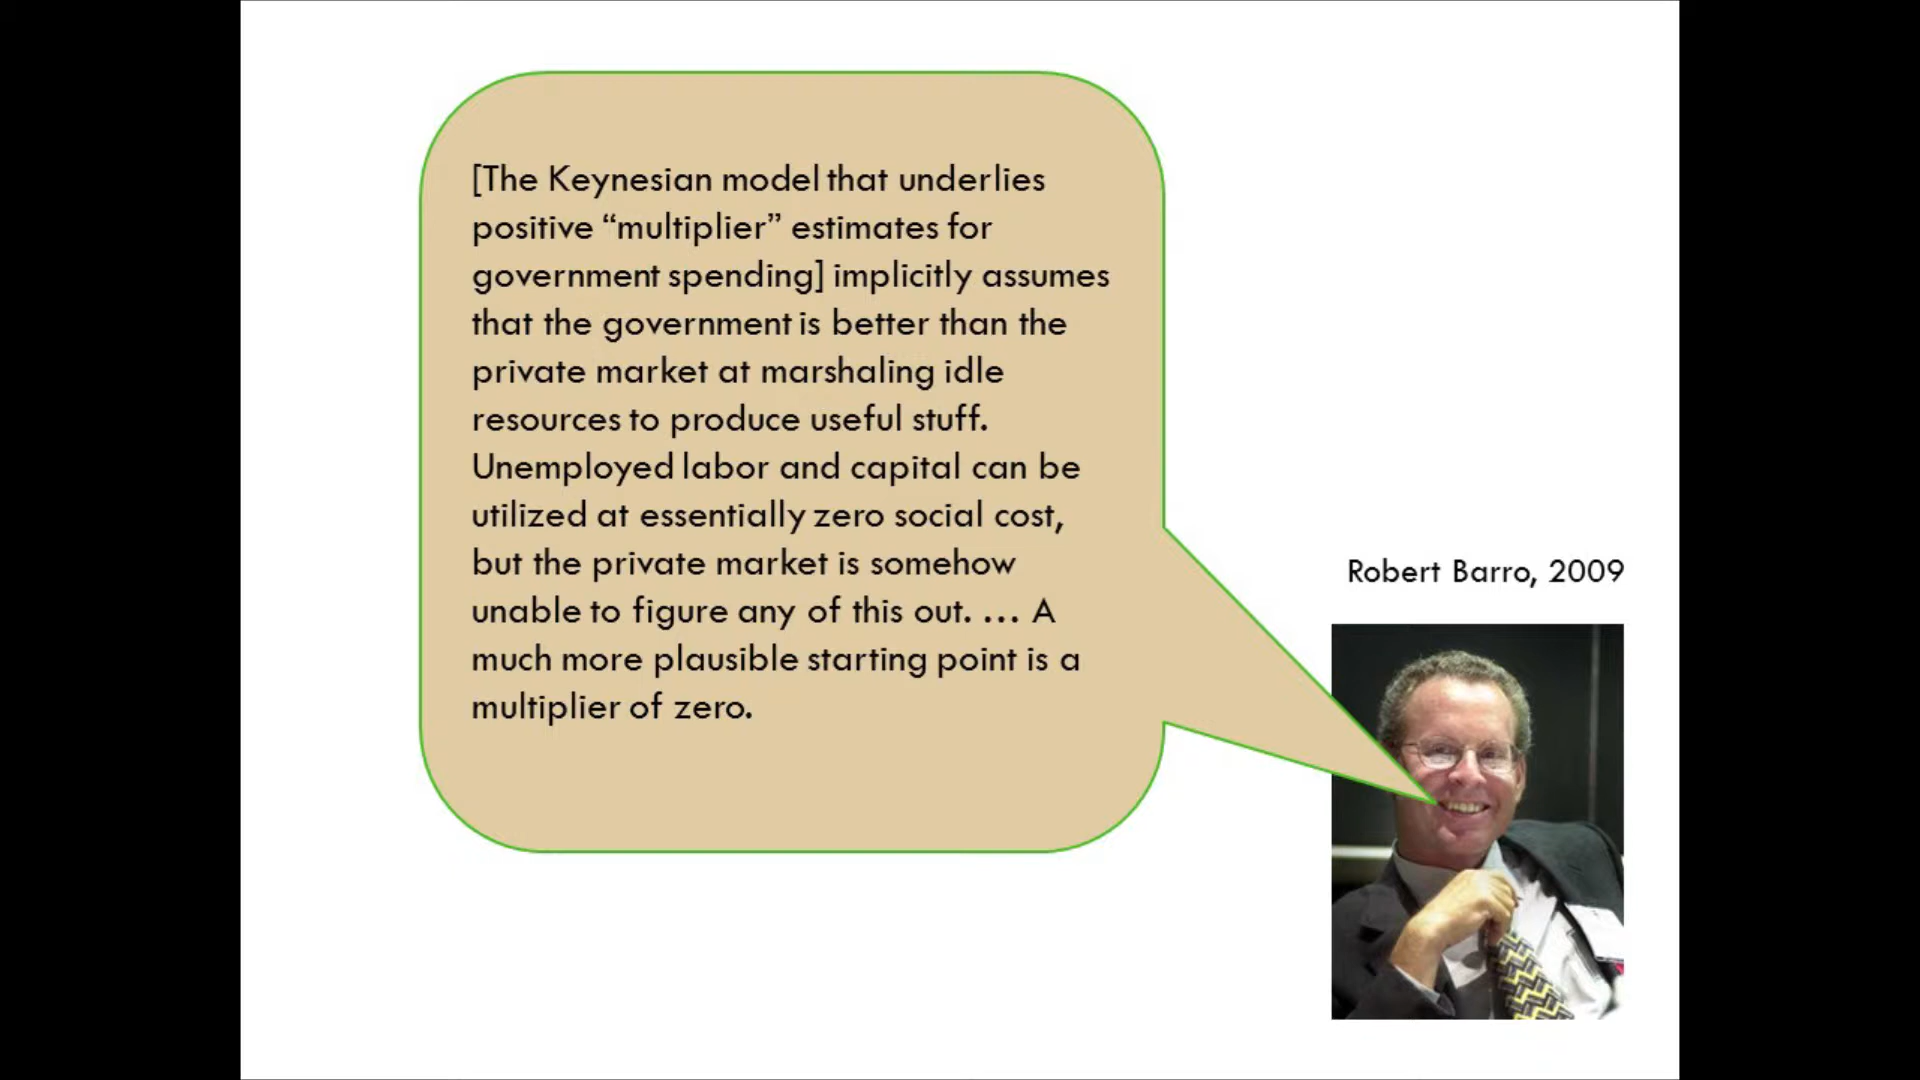 [The Keynesian model that underlies
positive “multiplier” estimates for
government spending] implicitly assumes
that the government is better than the
private market at marshaling idle
resources to produce useful stuff.
Unemployed labor and capital can be
utilized at essentially zero social cost,
but the private market is somehow
unable to figure any of this out. … A
much more plausible starting point is a
multiplier of zero.
Robert Barro, 2009